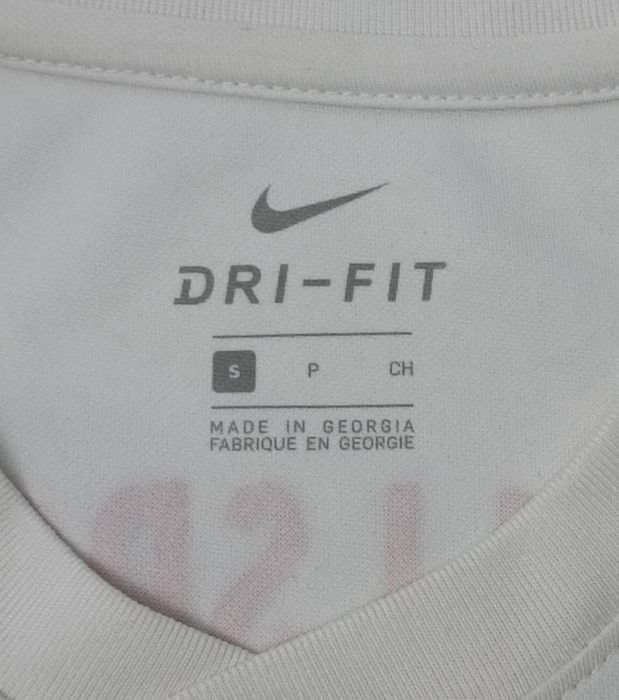 DRI-FIT
S P CH
MADE IN GEORGIA
FABRIQUE EN GEORGIE